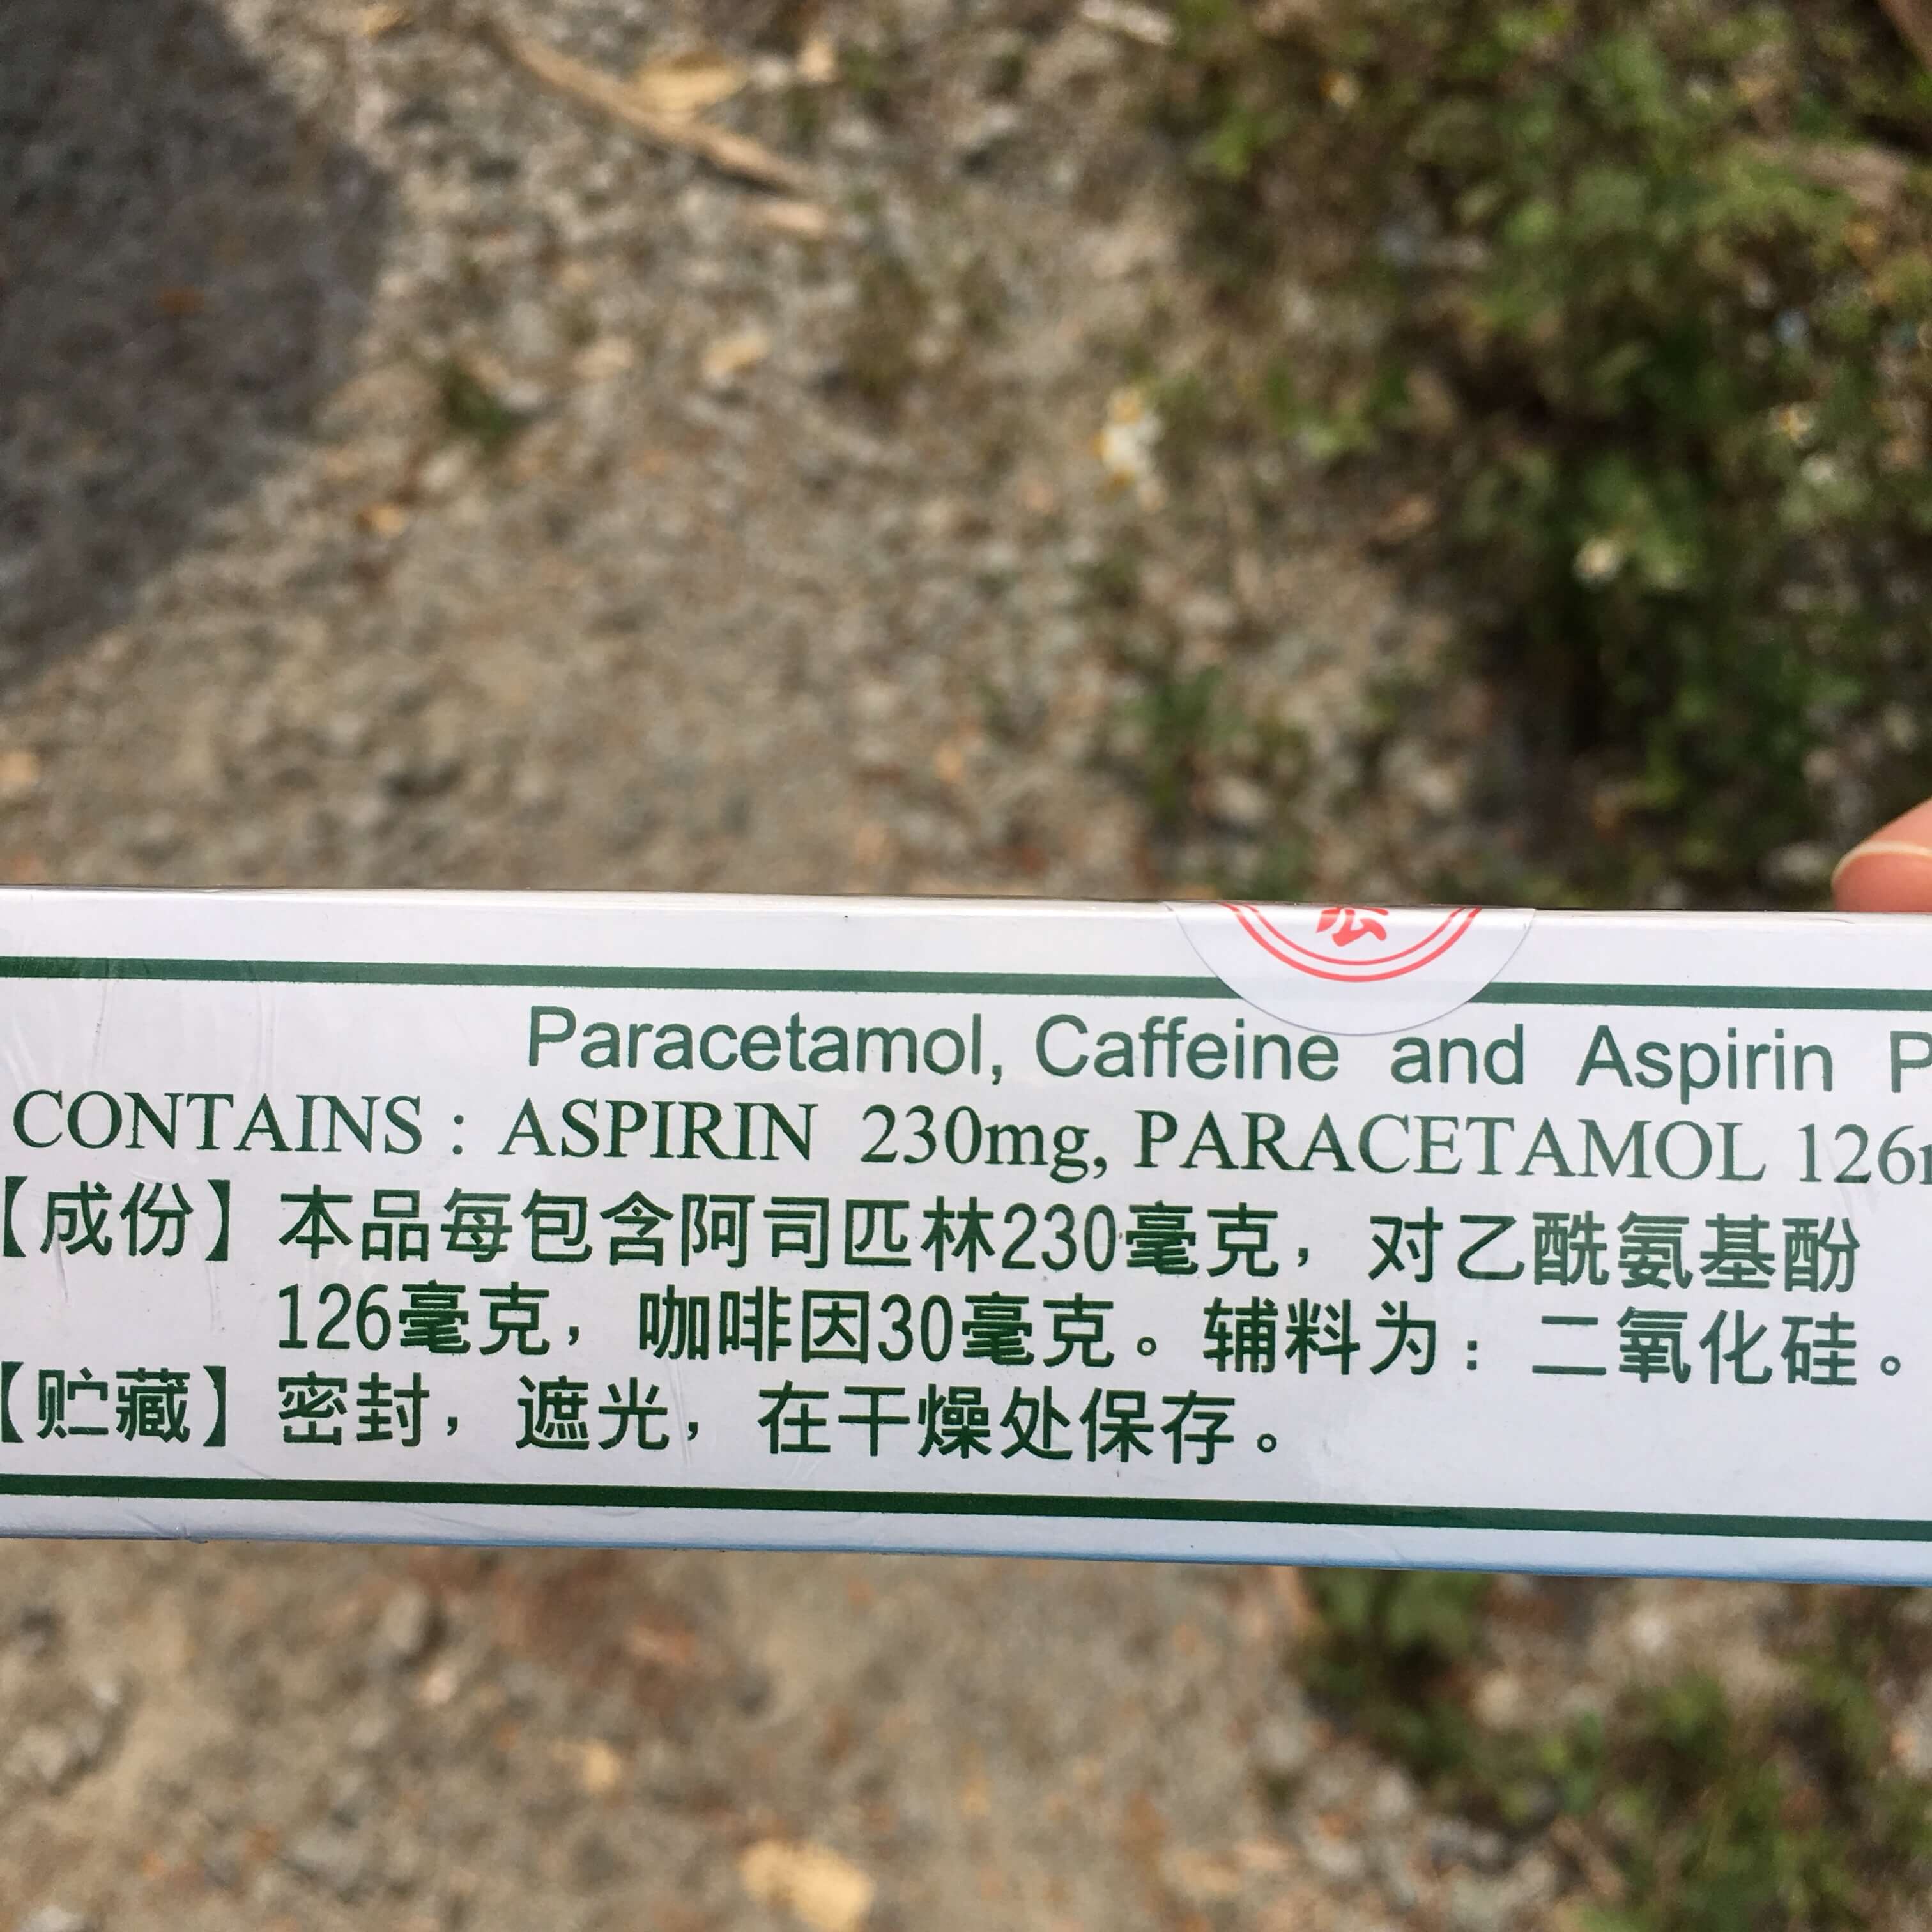 Paracetamol, Caffeine and Aspirin P
CONTAINS : ASPIRIN 230mg, PARACETAMOL 126
【成份】本品每包含阿司匹林230毫克，对乙酰氨基酚
126毫克，咖啡因30毫克。辅料为：二氧化硅。
【贮藏】密封，遮光，在干燥处保存。